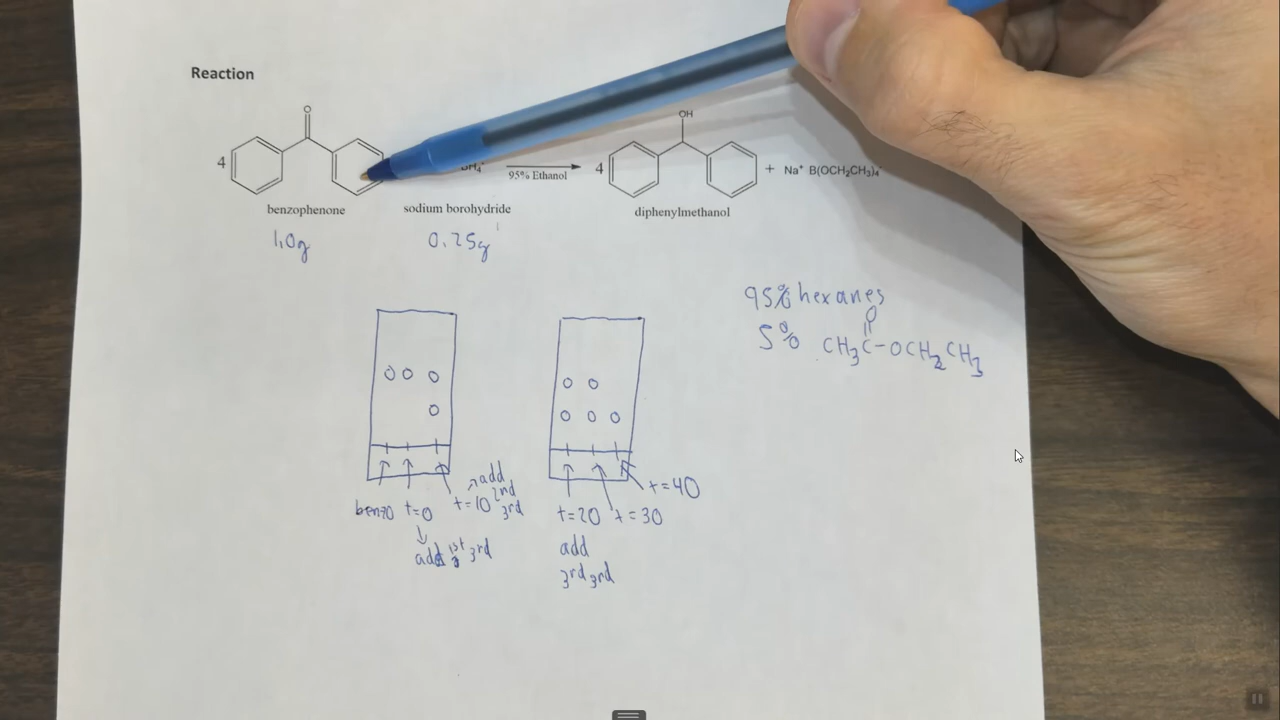 Reaction
O
OH
4
BH₄⁻
95% Ethanol
4
+ Na⁺ B(OCH₂CH₃)₄⁻
benzophenone
sodium borohydride
diphenylmethanol
1.0g
0.25g
95% hexanes
O
5% CH₃C-OCH₂CH₃
benzo t=0
t=10
add 2nd 3rd
add 1st 3rd
t=20 t=30
t=40
add
3rd 3rd